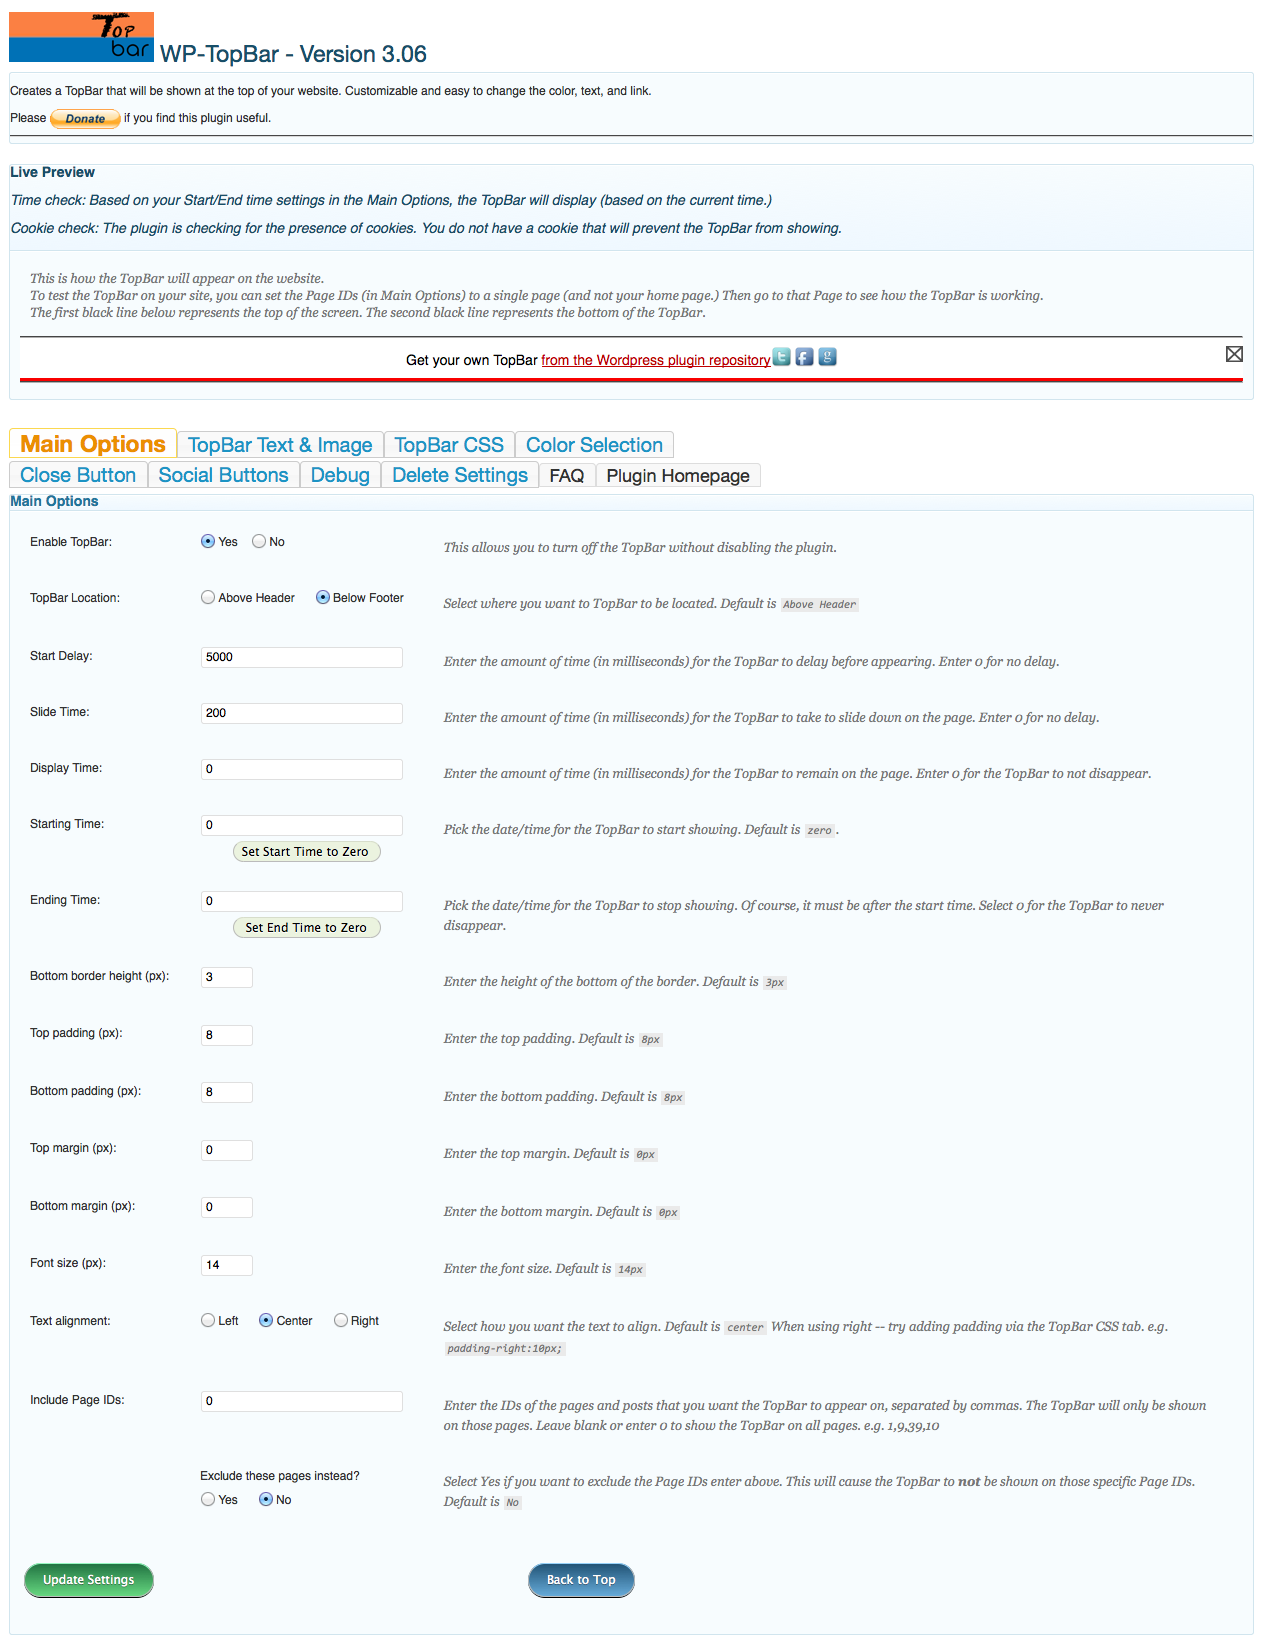 Top
bar
WP-TopBar - Version 3.06
Creates a TopBar that will be shown at the top of your website. Customizable and easy to change the color, text, and link.
Please Donate if you find this plugin useful.
Live Preview
Time check: Based on your Start/End time settings in the Main Options, the TopBar will display (based on the current time.)
Cookie check: The plugin is checking for the presence of cookies. You do not have a cookie that will prevent the TopBar from showing.
This is how the TopBar will appear on the website.
To test the TopBar on your site, you can set the Page IDs (in Main Options) to a single page (and not your home page.) Then go to that Page to see how the TopBar is working.
The first black line below represents the top of the screen. The second black line represents the bottom of the TopBar.
Get your own TopBar from the Wordpress plugin repository t f g
Main Options TopBar Text & Image TopBar CSS Color Selection
Close Button Social Buttons Debug Delete Settings FAQ Plugin Homepage
Main Options
Enable TopBar: Yes No This allows you to turn off the TopBar without disabling the plugin.
TopBar Location: Above Header Below Footer Select where you want to TopBar to be located. Default is Above Header
Start Delay: 5000 Enter the amount of time (in milliseconds) for the TopBar to delay before appearing. Enter 0 for no delay.
Slide Time: 200 Enter the amount of time (in milliseconds) for the TopBar to take to slide down on the page. Enter 0 for no delay.
Display Time: 0 Enter the amount of time (in milliseconds) for the TopBar to remain on the page. Enter 0 for the TopBar to not disappear.
Starting Time: 0 Pick the date/time for the TopBar to start showing. Default is zero .
Set Start Time to Zero
Ending Time: 0 Pick the date/time for the TopBar to stop showing. Of course, it must be after the start time. Select 0 for the TopBar to never
Set End Time to Zero disappear.
Bottom border height (px): 3 Enter the height of the bottom of the border. Default is 3px
Top padding (px): 8 Enter the top padding. Default is 8px
Bottom padding (px): 8 Enter the bottom padding. Default is 8px
Top margin (px): 0 Enter the top margin. Default is 0px
Bottom margin (px): 0 Enter the bottom margin. Default is 0px
Font size (px): 14 Enter the font size. Default is 14px
Text alignment: Left Center Right Select how you want the text to align. Default is center When using right -- try adding padding via the TopBar CSS tab. e.g.
padding-right:10px;
Include Page IDs: 0 Enter the IDs of the pages and posts that you want the TopBar to appear on, separated by commas. The TopBar will only be shown
on those pages. Leave blank or enter 0 to show the TopBar on all pages. e.g. 1,9,39,10
Exclude these pages instead? Select Yes if you want to exclude the Page IDs enter above. This will cause the TopBar to not be shown on those specific Page IDs.
Yes No Default is No
Update Settings Back to Top